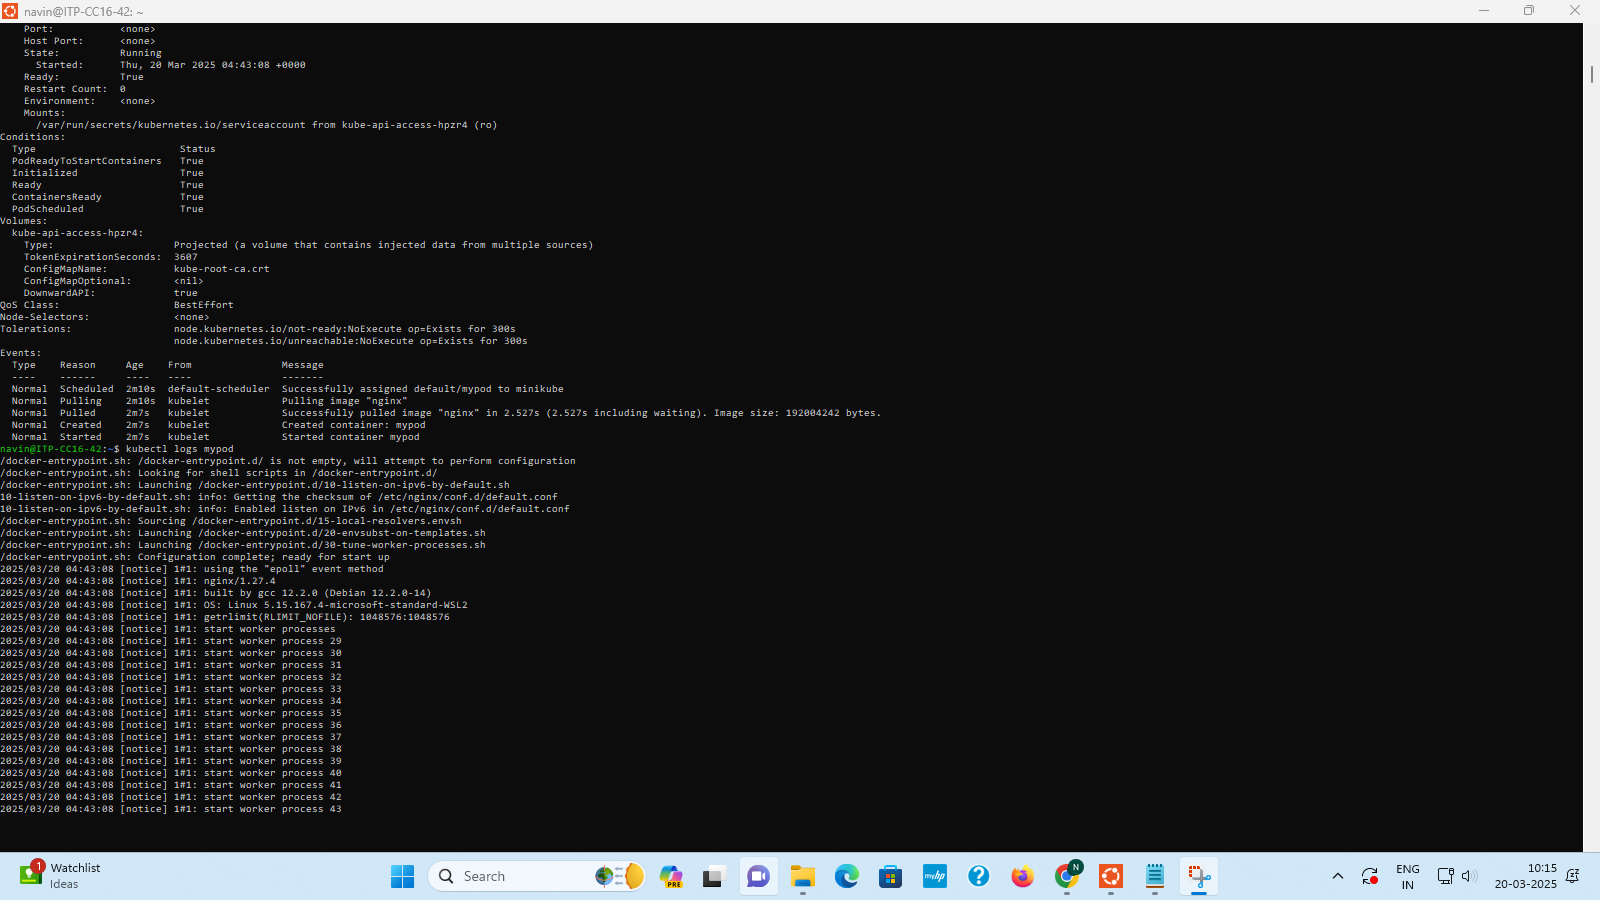 navin@ITP-CC16-42: ~
Port: <none>
Host Port: <none>
State: Running
Started: Thu, 20 Mar 2025 04:43:08 +0000
Ready: True
Restart Count: 0
Environment: <none>
Mounts:
/var/run/secrets/kubernetes.io/serviceaccount from kube-api-access-hpzr4 (ro)
Conditions:
Type Status
PodReadyToStartContainers True
Initialized True
Ready True
ContainersReady True
PodScheduled True
Volumes:
kube-api-access-hpzr4:
Type: Projected (a volume that contains injected data from multiple sources)
TokenExpirationSeconds: 3607
ConfigMapName: kube-root-ca.crt
ConfigMapOptional: <nil>
DownwardAPI: true
QoS Class: BestEffort
Node-Selectors: <none>
Tolerations: node.kubernetes.io/not-ready:NoExecute op=Exists for 300s
node.kubernetes.io/unreachable:NoExecute op=Exists for 300s
Events:
Type Reason Age From Message
---- ------ ---- ---- -------
Normal Scheduled 2m10s default-scheduler Successfully assigned default/mypod to minikube
Normal Pulling 2m10s kubelet Pulling image "nginx"
Normal Pulled 2m7s kubelet Successfully pulled image "nginx" in 2.527s (2.527s including waiting). Image size: 192004242 bytes.
Normal Created 2m7s kubelet Created container: mypod
Normal Started 2m7s kubelet Started container mypod
navin@ITP-CC16-42:~$ kubectl logs mypod
/docker-entrypoint.sh: /docker-entrypoint.d/ is not empty, will attempt to perform configuration
/docker-entrypoint.sh: Looking for shell scripts in /docker-entrypoint.d/
/docker-entrypoint.sh: Launching /docker-entrypoint.d/10-listen-on-ipv6-by-default.sh
10-listen-on-ipv6-by-default.sh: info: Getting the checksum of /etc/nginx/conf.d/default.conf
10-listen-on-ipv6-by-default.sh: info: Enabled listen on IPv6 in /etc/nginx/conf.d/default.conf
/docker-entrypoint.sh: Sourcing /docker-entrypoint.d/15-local-resolvers.envsh
/docker-entrypoint.sh: Launching /docker-entrypoint.d/20-envsubst-on-templates.sh
/docker-entrypoint.sh: Launching /docker-entrypoint.d/30-tune-worker-processes.sh
/docker-entrypoint.sh: Configuration complete; ready for start up
2025/03/20 04:43:08 [notice] 1#1: using the "epoll" event method
2025/03/20 04:43:08 [notice] 1#1: nginx/1.27.4
2025/03/20 04:43:08 [notice] 1#1: built by gcc 12.2.0 (Debian 12.2.0-14)
2025/03/20 04:43:08 [notice] 1#1: OS: Linux 5.15.167.4-microsoft-standard-WSL2
2025/03/20 04:43:08 [notice] 1#1: getrlimit(RLIMIT_NOFILE): 1048576:1048576
2025/03/20 04:43:08 [notice] 1#1: start worker processes
2025/03/20 04:43:08 [notice] 1#1: start worker process 29
2025/03/20 04:43:08 [notice] 1#1: start worker process 30
2025/03/20 04:43:08 [notice] 1#1: start worker process 31
2025/03/20 04:43:08 [notice] 1#1: start worker process 32
2025/03/20 04:43:08 [notice] 1#1: start worker process 33
2025/03/20 04:43:08 [notice] 1#1: start worker process 34
2025/03/20 04:43:08 [notice] 1#1: start worker process 35
2025/03/20 04:43:08 [notice] 1#1: start worker process 36
2025/03/20 04:43:08 [notice] 1#1: start worker process 37
2025/03/20 04:43:08 [notice] 1#1: start worker process 38
2025/03/20 04:43:08 [notice] 1#1: start worker process 39
2025/03/20 04:43:08 [notice] 1#1: start worker process 40
2025/03/20 04:43:08 [notice] 1#1: start worker process 41
2025/03/20 04:43:08 [notice] 1#1: start worker process 42
2025/03/20 04:43:08 [notice] 1#1: start worker process 43
1
Watchlist
Ideas
Search
PRE
myhp
N
ENG
IN
10:15
20-03-2025